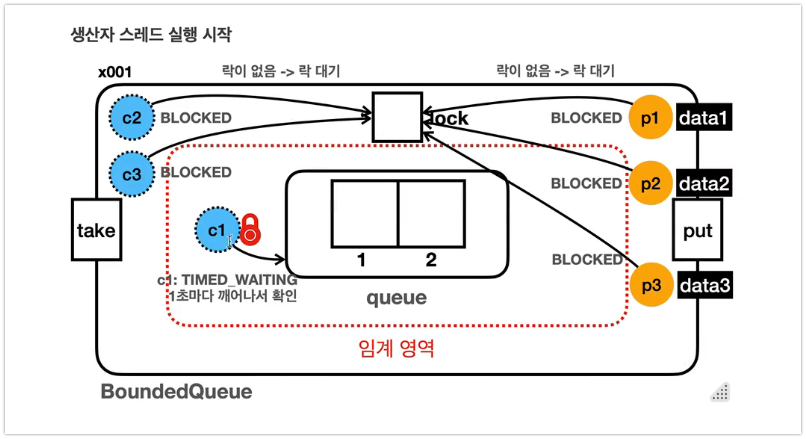 생산자 스레드 실행 시작
x001
락이 없음 -> 락 대기
락이 없음 -> 락 대기
c2
BLOCKED
lock
BLOCKED
p1
data1
c3
BLOCKED
BLOCKED
p2
data2
take
c1
1
2
put
BLOCKED
c1: TIMED_WAITING
1초마다 깨어나서 확인
queue
p3
data3
임계 영역
BoundedQueue